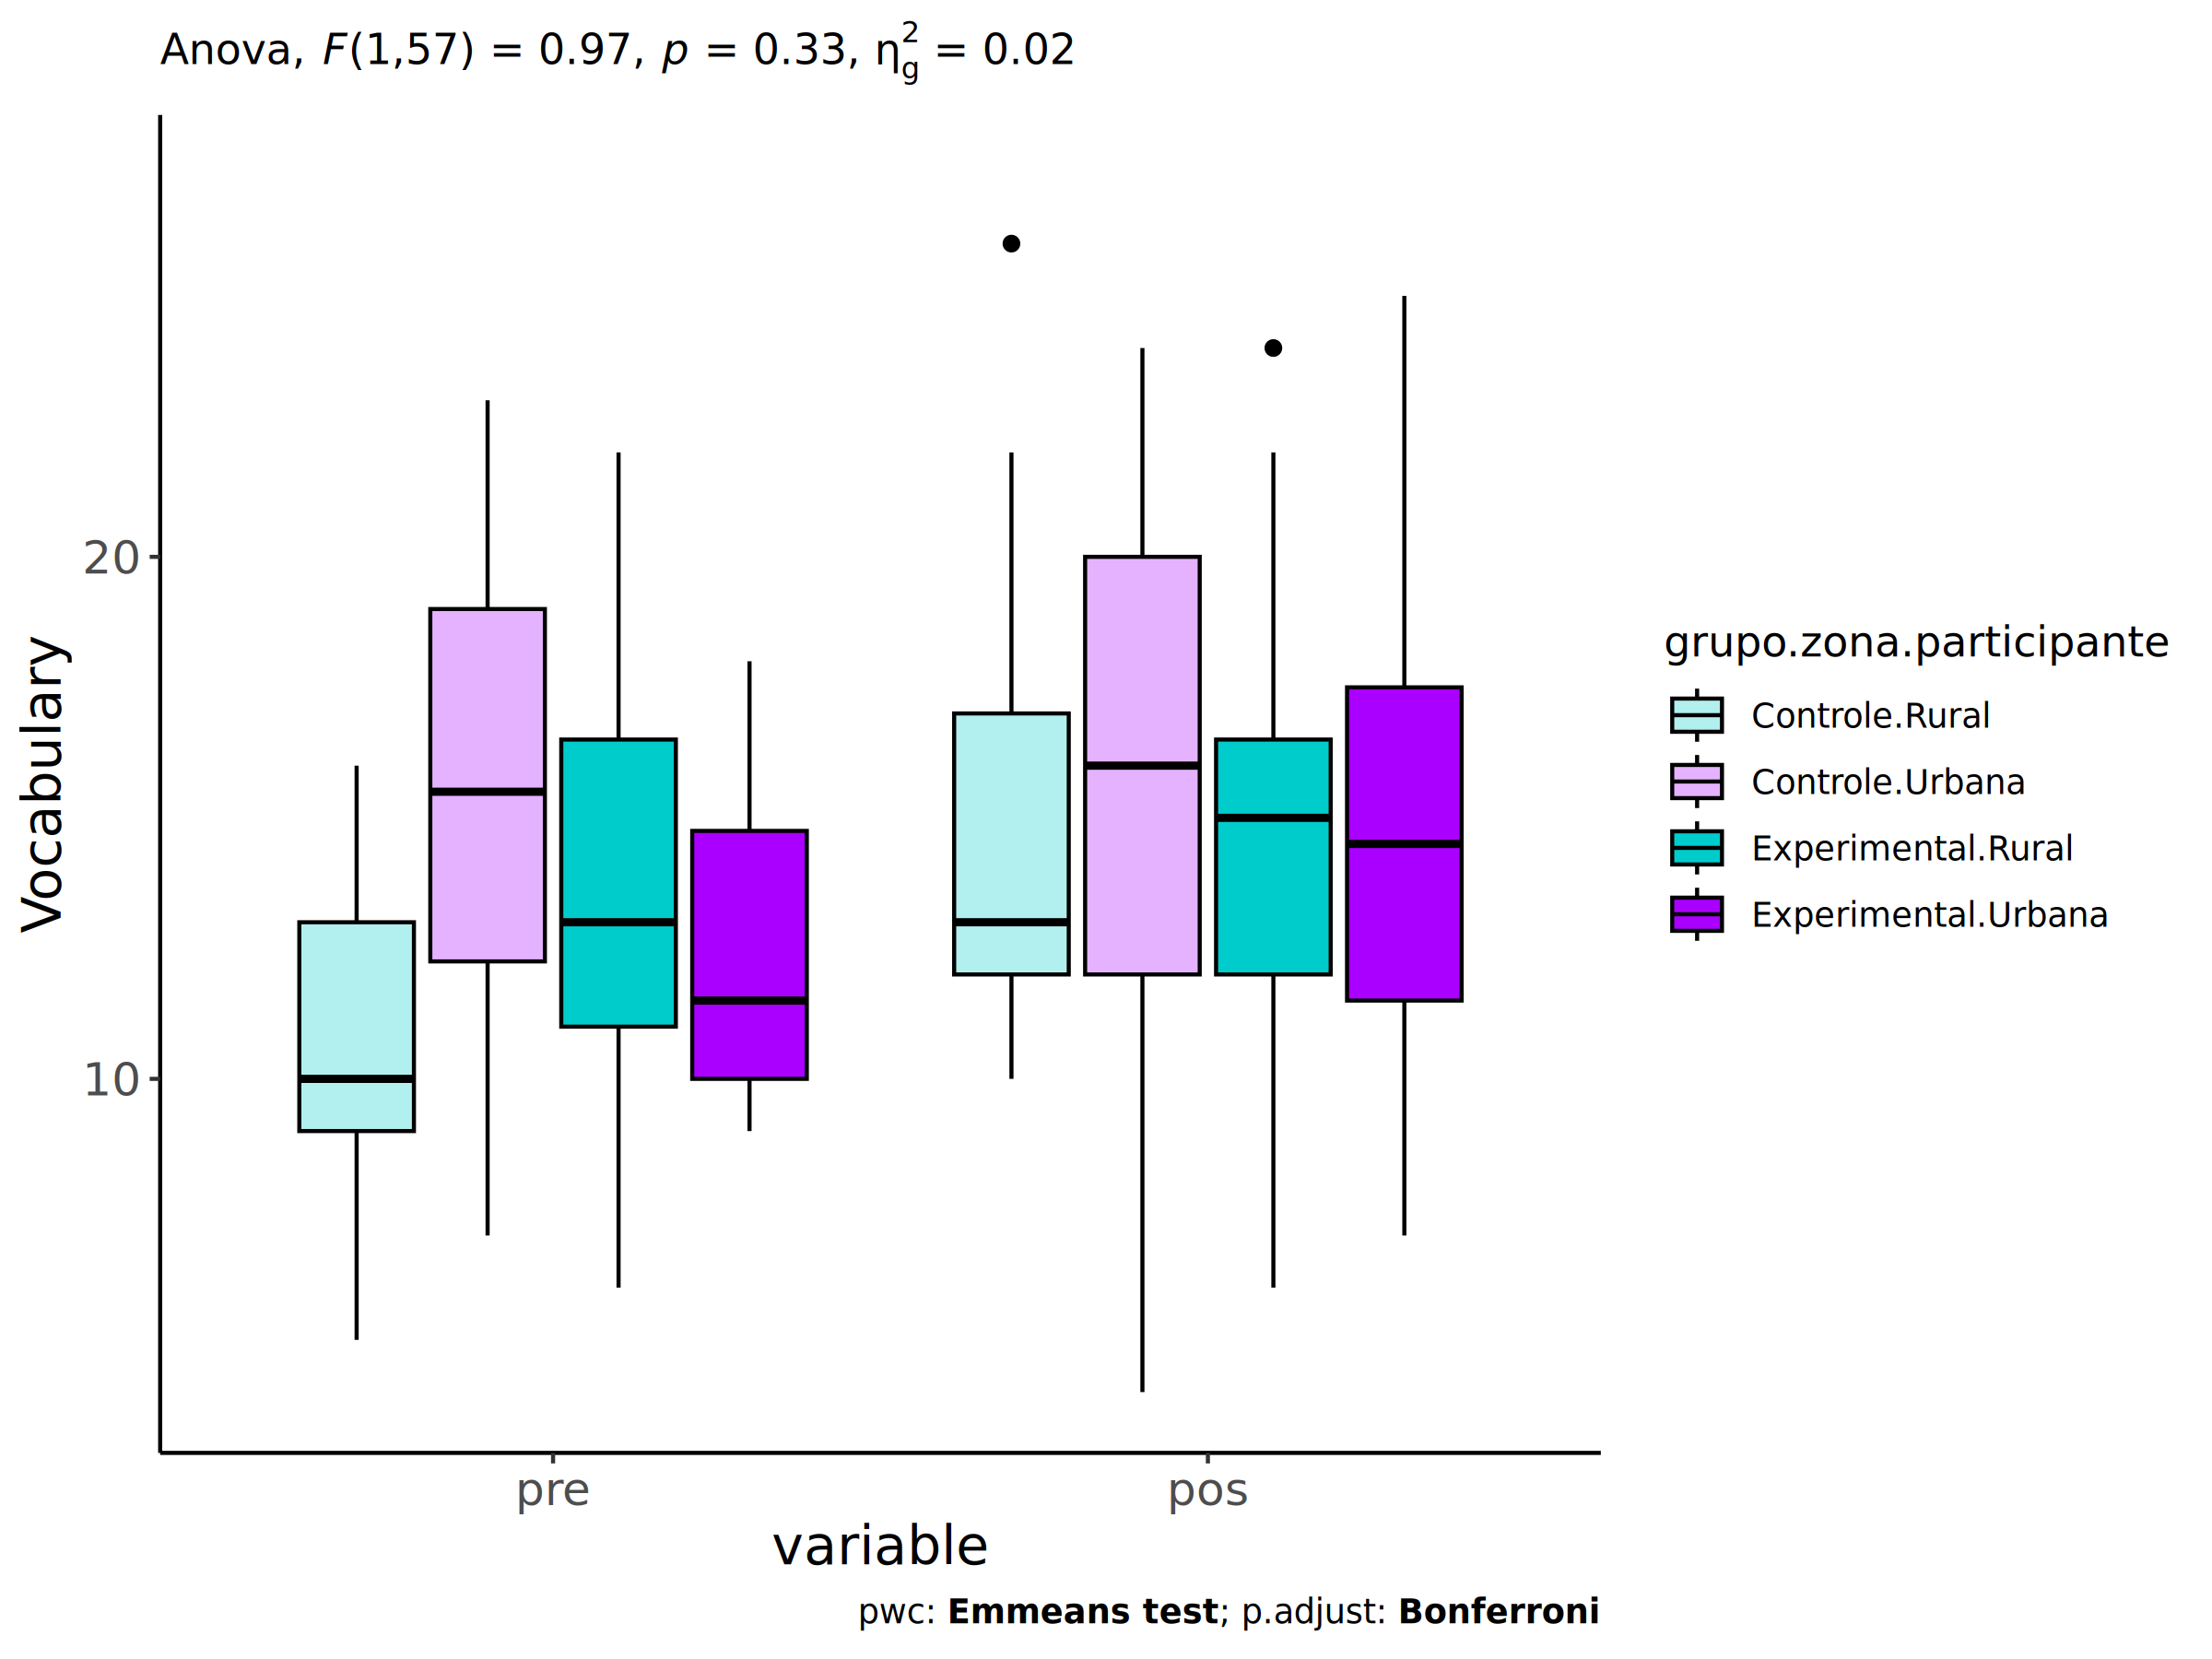 Anova, F(1,57) = 0.97, p = 0.33, η²g = 0.02
Vocabulary
20
10
pre pos
variable
pwc: Emmeans test; p.adjust: Bonferroni
grupo.zona.participante
Controle.Rural
Controle.Urbana
Experimental.Rural
Experimental.Urbana